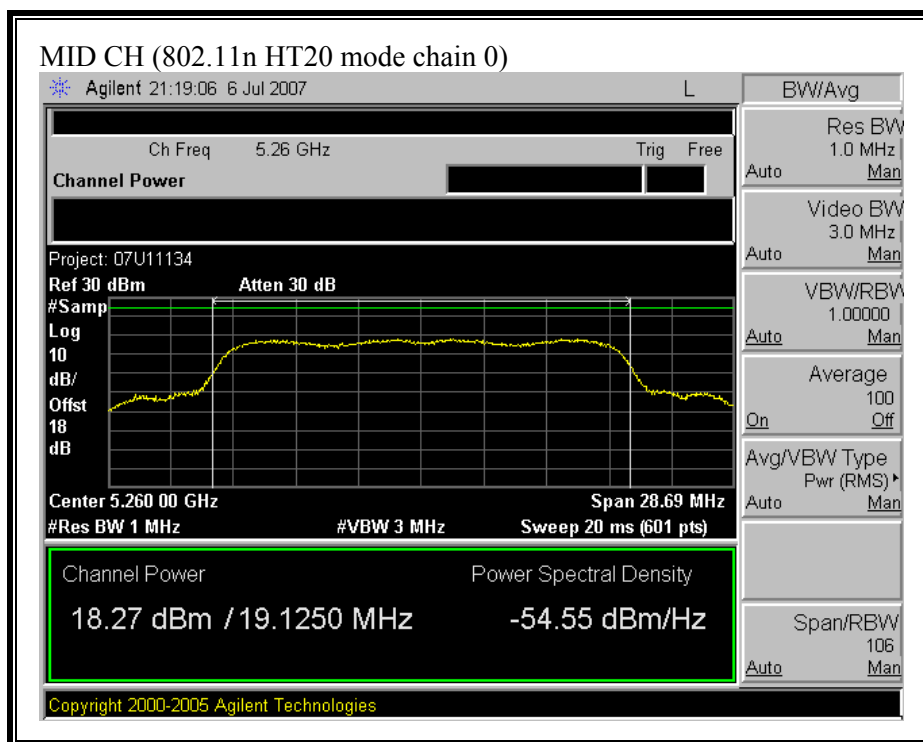 MID CH (802.11n HT20 mode chain 0)
Agilent 21:19:06 6 Jul 2007 L
BW/Avg
Ch Freq 5.26 GHz Trig Free
Channel Power
Res BW
1.0 MHz
Auto Man
Video BW
3.0 MHz
Auto Man
Project: 07U11134
Ref 30 dBm Atten 30 dB
#Samp
Log
10
dB/
Offst
18
dB
VBW/RBW
1.00000
Auto Man
Average
100
On Off
Avg/VBW Type
Pwr (RMS)
Auto Man
Center 5.260 00 GHz Span 28.69 MHz
#Res BW 1 MHz #VBW 3 MHz Sweep 20 ms (601 pts)
Channel Power Power Spectral Density
18.27 dBm / 19.1250 MHz -54.55 dBm/Hz
Span/RBW
106
Auto Man
Copyright 2000-2005 Agilent Technologies